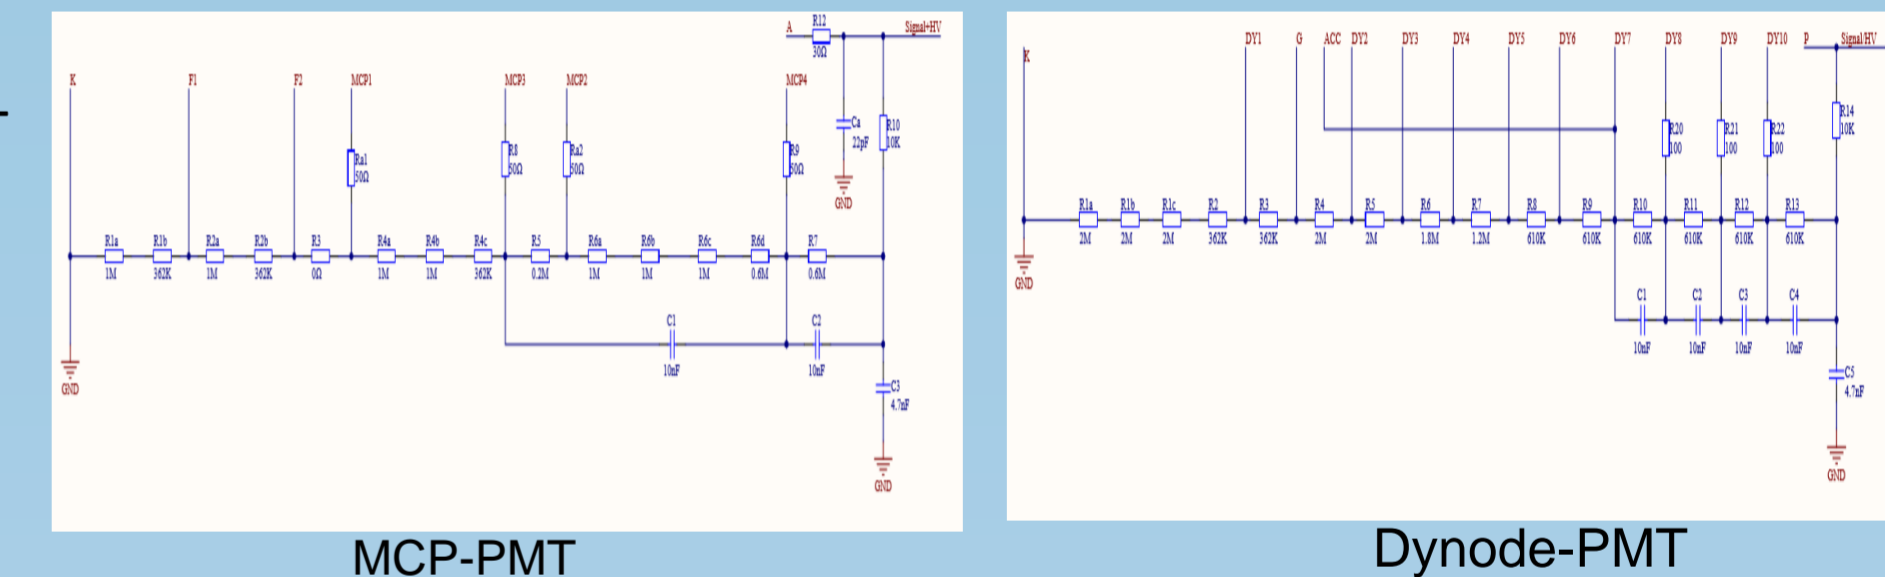 A R12 Signal+HV
30Ω
K F1 F2 MCP1 MCP3 MCP2 MCP4
Ca
22pF
R10
10K
Ra1
50Ω
R8
50Ω
Ra2
50Ω
R9
50Ω
GND
R1a R1b R2a R2b R3 R4a R4b R4c R5 R6a R6b R6c R6d R7
1M 362K 1M 362K 0Ω 1M 1M 362K 0.2M 1M 1M 1M 0.6M 0.6M
C1 C2
10nF 10nF
C3
4.7nF
GND
GND
MCP-PMT
K DY1 G ACC DY2 DY3 DY4 DY5 DY6 DY7 DY8 DY9 DY10 P Signal/HV
R14
10K
R20
100
R21
100
R22
100
R1a R1b R1c R2 R3 R4 R5 R6 R7 R8 R9 R10 R11 R12 R13
2M 2M 2M 362K 362K 2M 2M 1.8M 1.2M 610K 610K 610K 610K 610K 610K
GND
C1 C2 C3 C4
10nF 10nF 10nF 10nF
C5
4.7nF
GND
Dynode-PMT